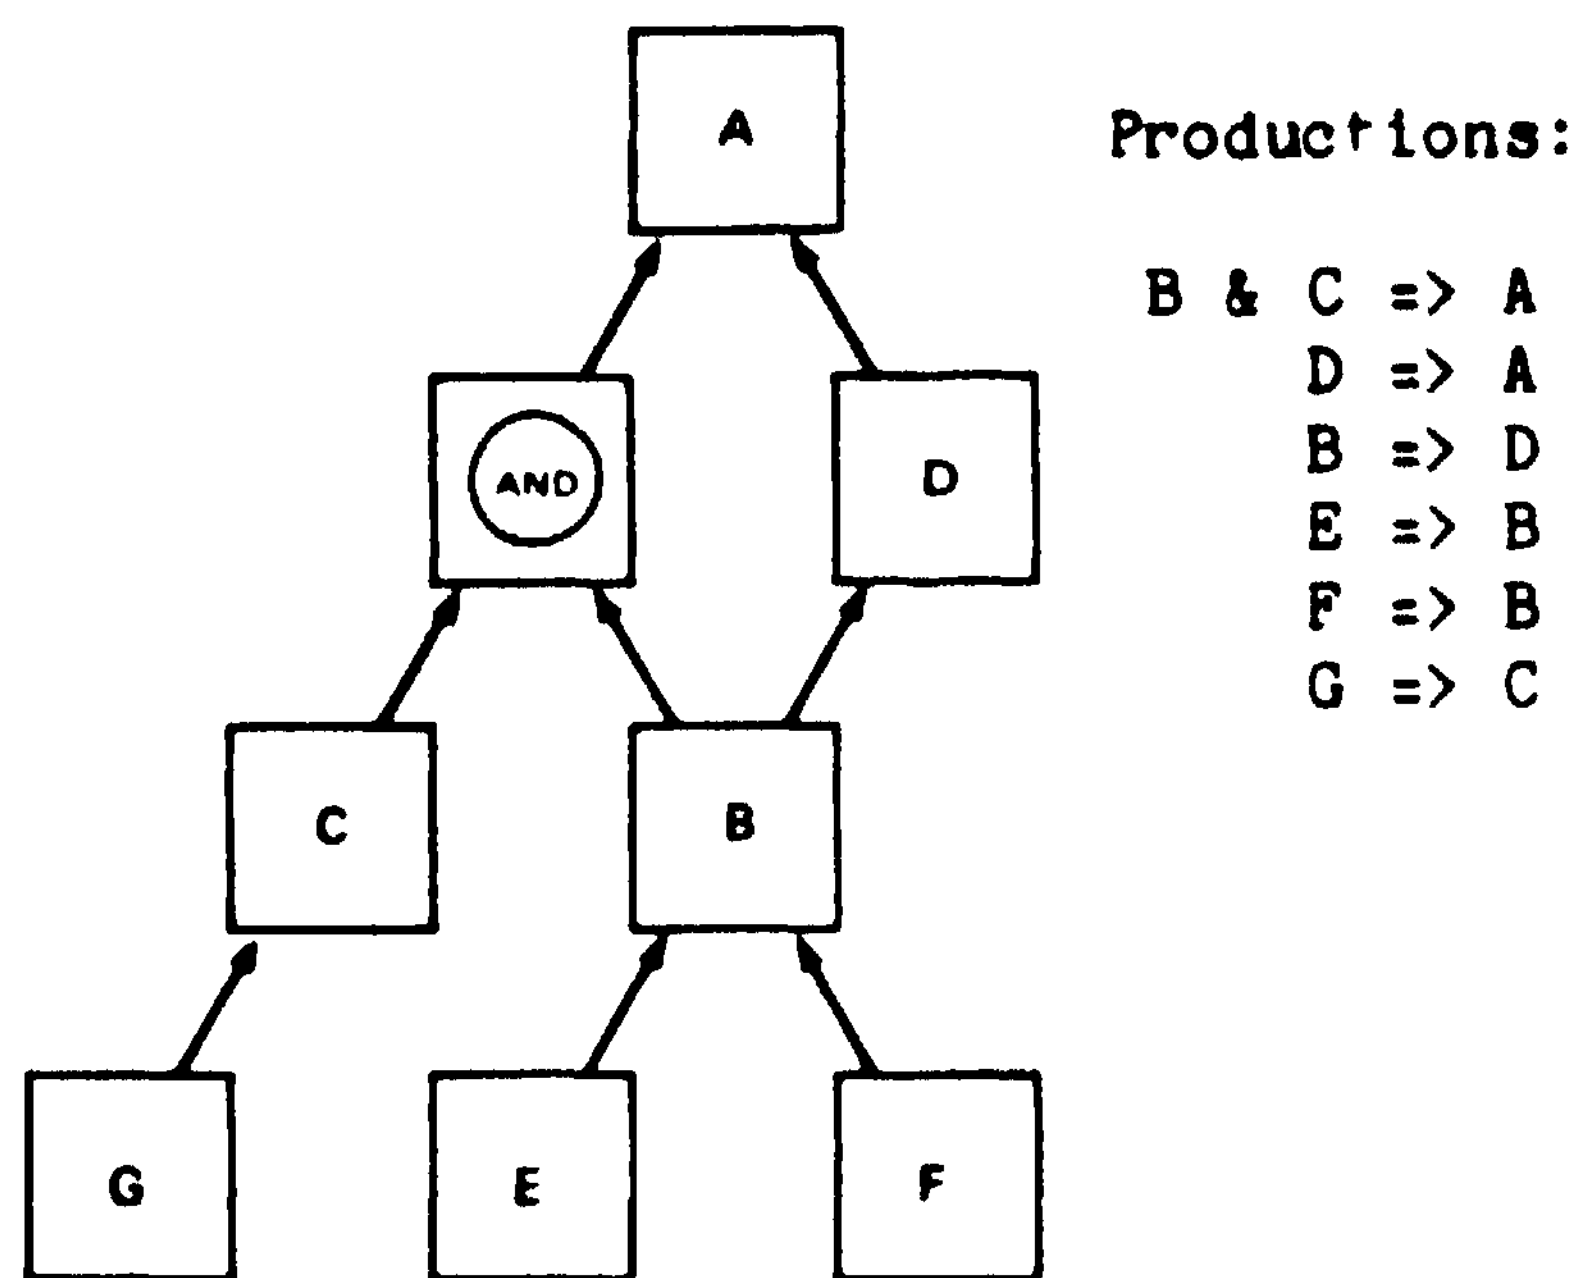 A
Productions:
B & C => A
D => A
AND
D
B => D
E => B
F => B
G => C
C
B
G
E
F